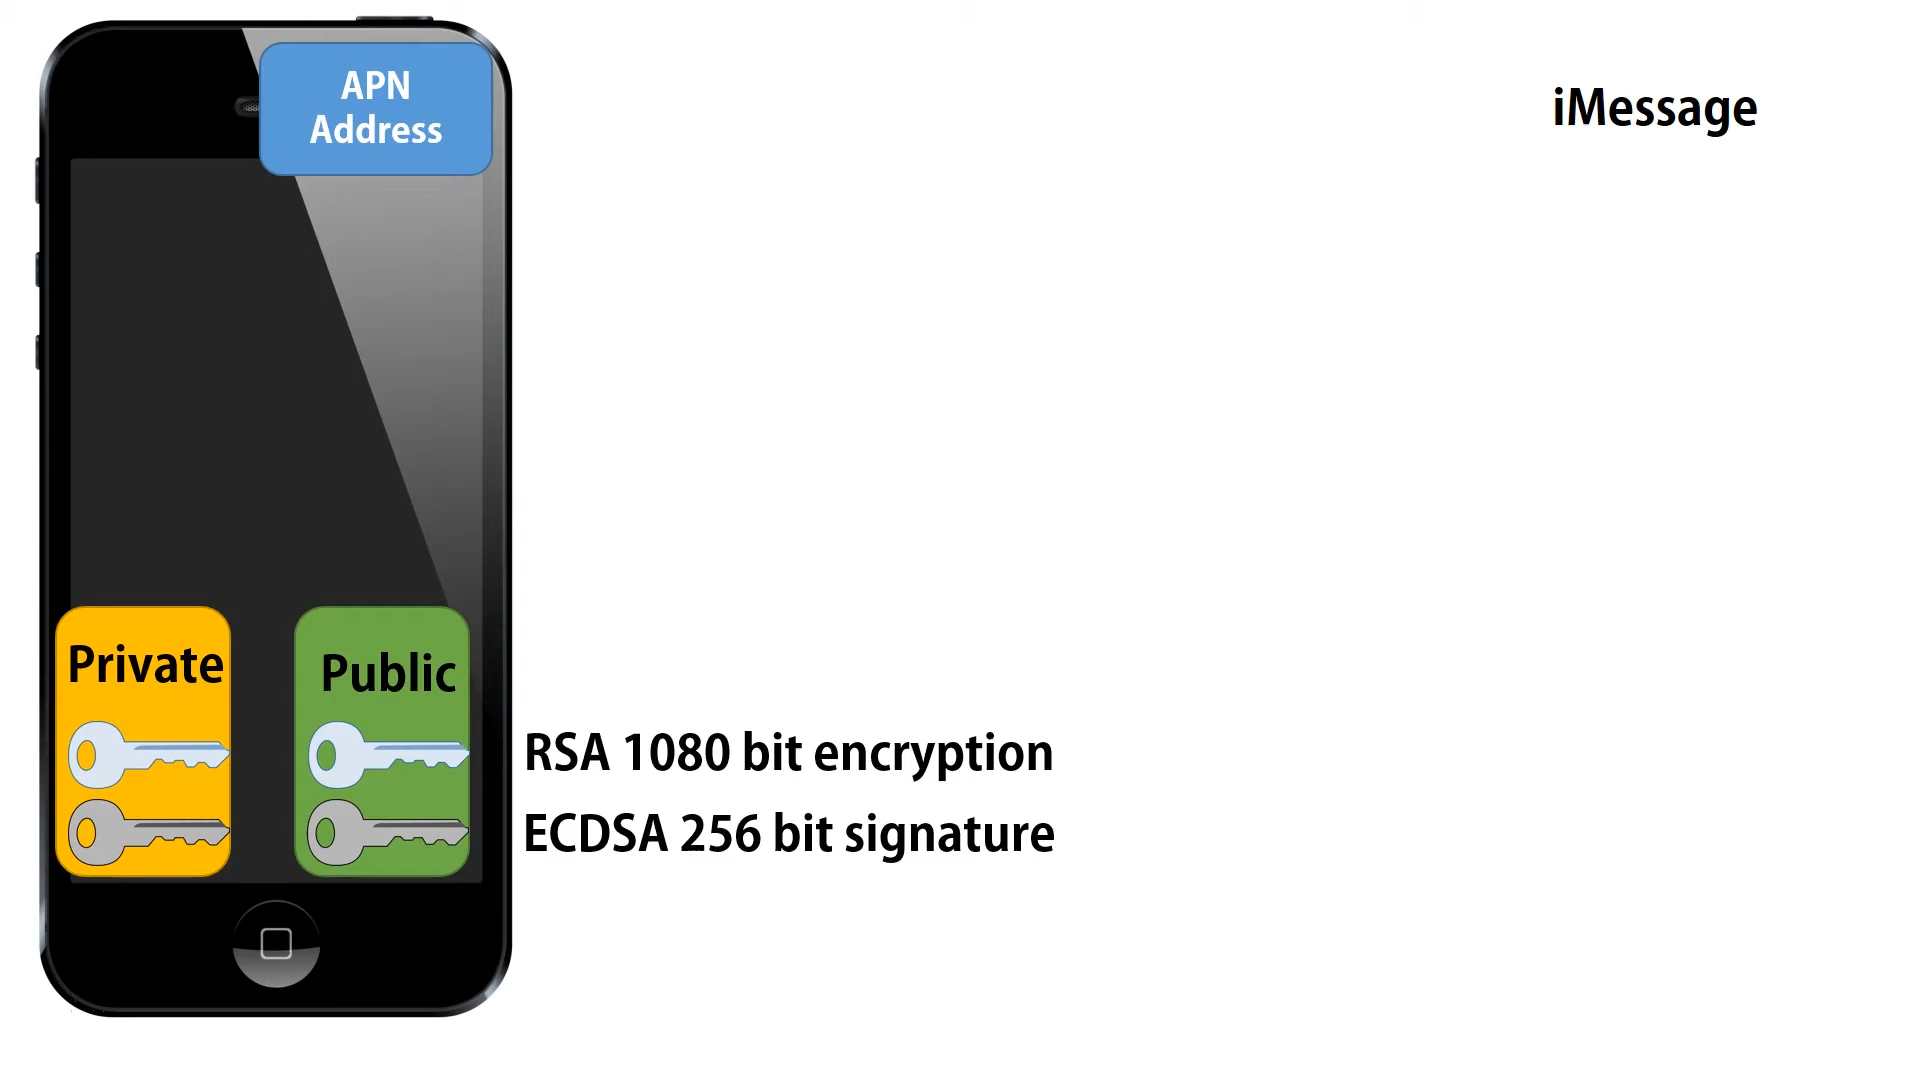 APN
Address
iMessage
Private
Public
RSA 1080 bit encryption
ECDSA 256 bit signature